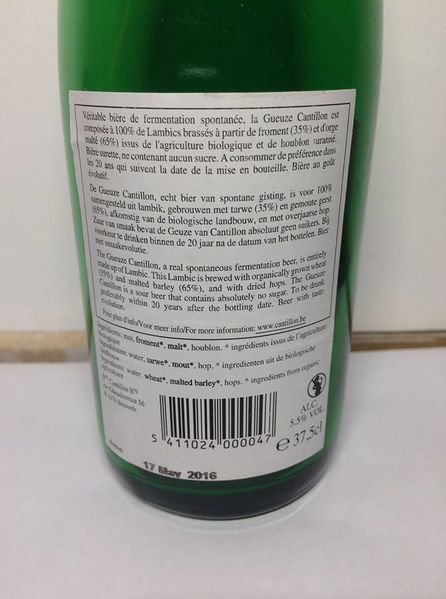 Véritable bière de fermentation spontanée, la Gueuze Cantillon est
composée à 100% de Lambics brassés à partir de froment (35%) et d'orge
malté (65%) issus de l'agriculture biologique et de houblon suranné.
Bière surette, ne contenant aucun sucre. A consommer de préférence dans
les 20 ans qui suivent la date de la mise en bouteille. Bière au goût
évolutif.
De Gueuze Cantillon, echt bier van spontane gisting, is voor 100%
samengesteld uit lambik, gebrouwen met tarwe (35%) en gemoute gerst
(65%), afkomstig van de biologische landbouw, en met overjaarse hop.
Zuur van smaak bevat de Geuze van Cantillon absoluut geen suikers. Bij
voorkeur te drinken binnen de 20 jaar na de datum van het bottelen. Bier
met smaakevolutie.
The Gueuze Cantillon, a real spontaneous fermentation beer, is entirely
made up of Lambic. This Lambic is brewed with organically grown wheat
(35%) and malted barley (65%), and with dried hops. The Gueuze
Cantillon is a sour beer that contains absolutely no sugar. To be drunk
preferably within 20 years after the bottling date. Beer with taste
evolution.
Pour plus d'info/Voor meer info/For more information: www.cantillon.be
Ingrédients: eau, froment*, malt*, houblon. * ingrédients issus de l'agriculture
biologique
Ingrediënten: water, tarwe*, mout*, hop. * ingredienten uit de biologische
landbouw
Ingredients: water, wheat*, malted barley*, hops. * ingredients from organic
agriculture
Cantillon
rue Gheudestraat 56
Brussels
ALC.
5.5% VOL.
5 411024 000047
e 37,5cl
17 May 2016